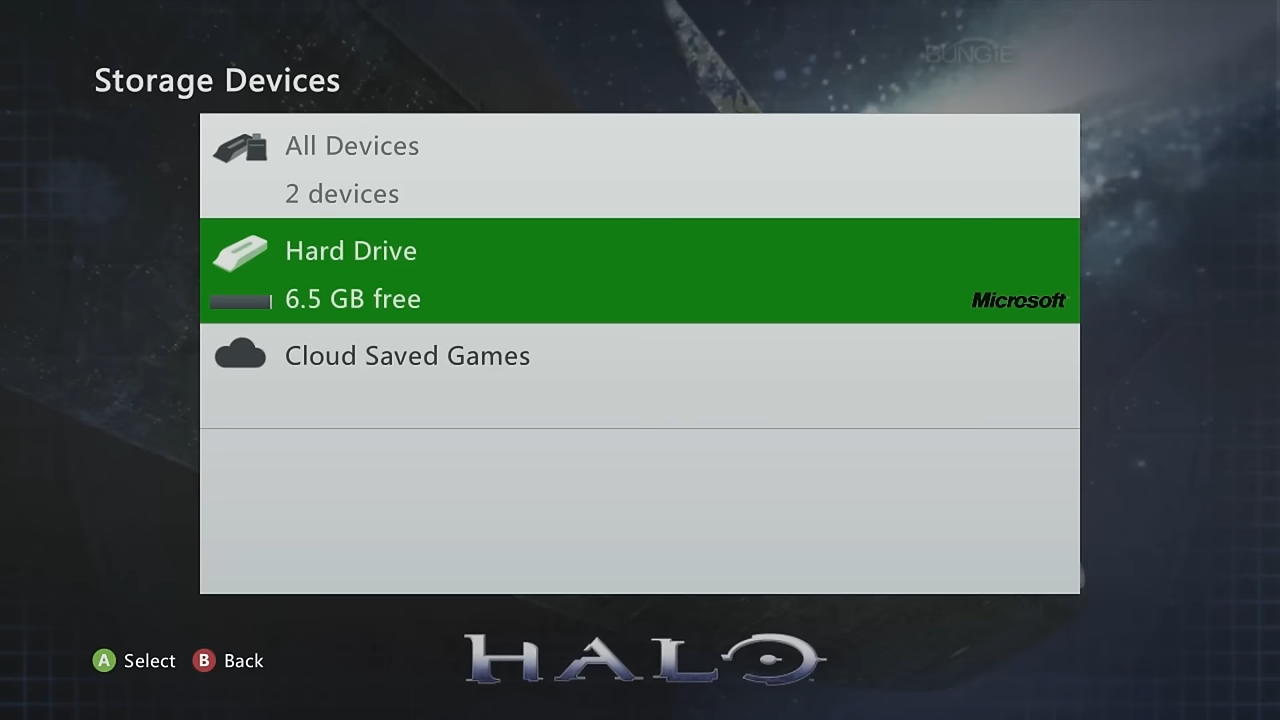 BUNGIE
Storage Devices
All Devices
2 devices
Hard Drive
6.5 GB free
Microsoft
Cloud Saved Games
A Select B Back
HALO